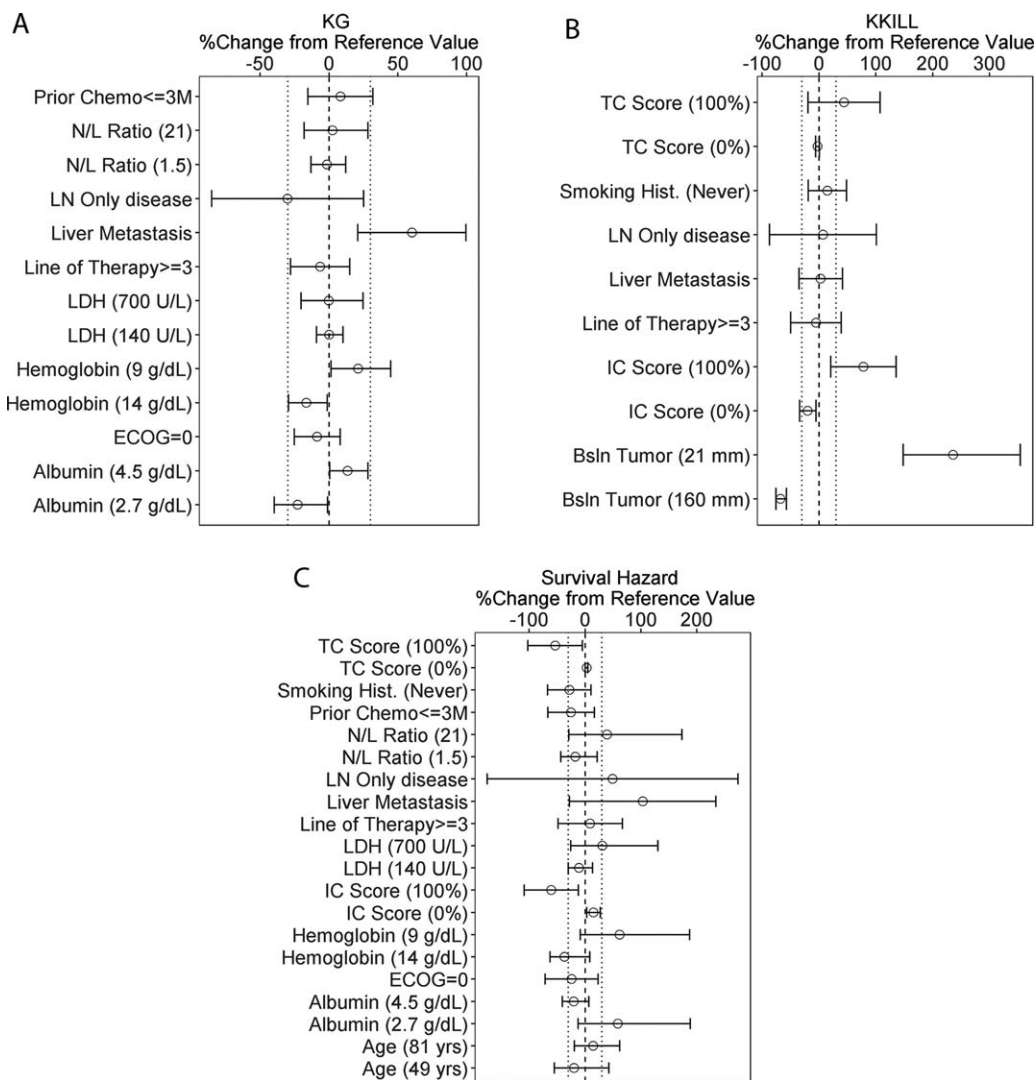 A
KG
%Change from Reference Value
-50 0 50 100
Prior Chemo<=3M
N/L Ratio (21)
N/L Ratio (1.5)
LN Only disease
Liver Metastasis
Line of Therapy>=3
LDH (700 U/L)
LDH (140 U/L)
Hemoglobin (9 g/dL)
Hemoglobin (14 g/dL)
ECOG=0
Albumin (4.5 g/dL)
Albumin (2.7 g/dL)
B
KKILL
%Change from Reference Value
-100 0 100 200 300
TC Score (100%)
TC Score (0%)
Smoking Hist. (Never)
LN Only disease
Liver Metastasis
Line of Therapy>=3
IC Score (100%)
IC Score (0%)
Bsln Tumor (21 mm)
Bsln Tumor (160 mm)
C
Survival Hazard
%Change from Reference Value
-100 0 100 200
TC Score (100%)
TC Score (0%)
Smoking Hist. (Never)
Prior Chemo<=3M
N/L Ratio (21)
N/L Ratio (1.5)
LN Only disease
Liver Metastasis
Line of Therapy>=3
LDH (700 U/L)
LDH (140 U/L)
IC Score (100%)
IC Score (0%)
Hemoglobin (9 g/dL)
Hemoglobin (14 g/dL)
ECOG=0
Albumin (4.5 g/dL)
Albumin (2.7 g/dL)
Age (81 yrs)
Age (49 yrs)